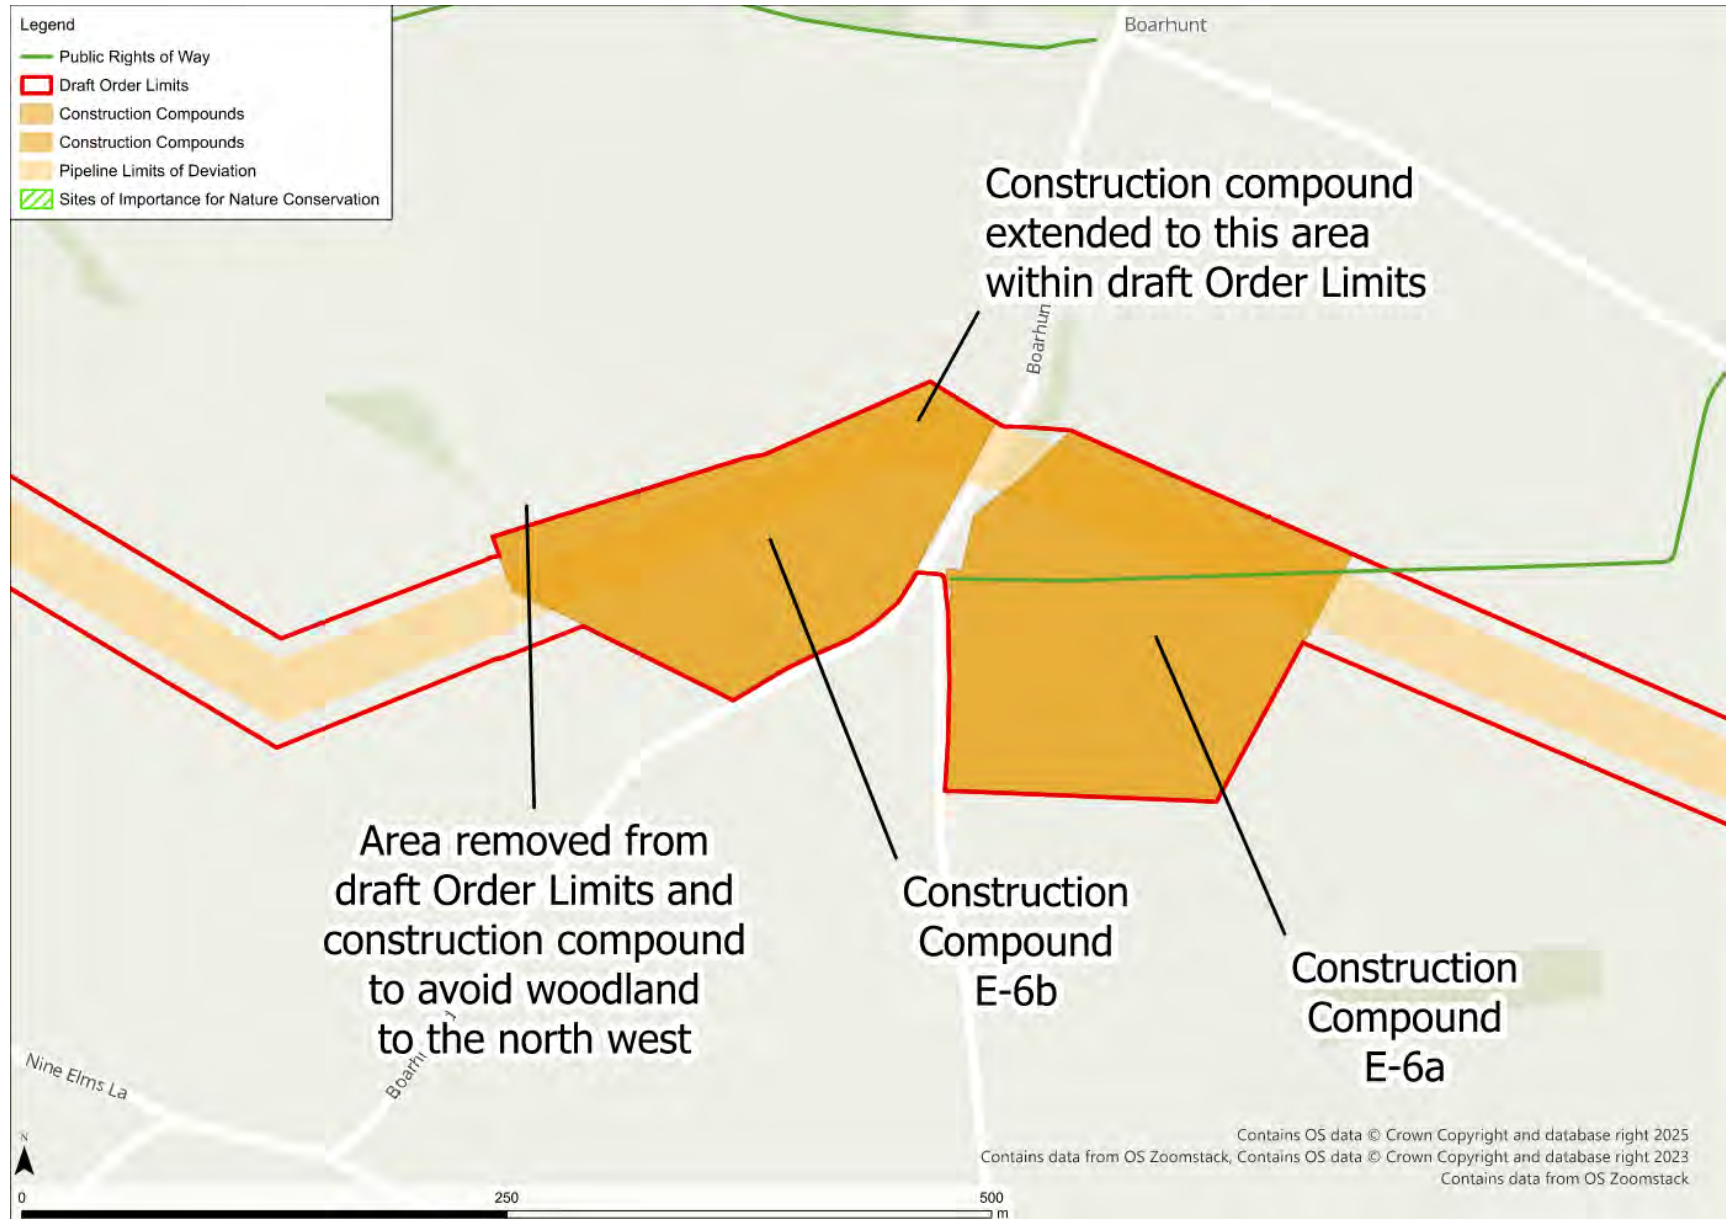 Legend
Public Rights of Way
Draft Order Limits
Construction Compounds
Construction Compounds
Pipeline Limits of Deviation
Sites of Importance for Nature Conservation
Boarhunt
Construction compound
extended to this area
within draft Order Limits
Boarhun
Area removed from
draft Order Limits and
construction compound
to avoid woodland
to the north west
Construction
Compound
E-6b
Construction
Compound
E-6a
Nine Elms La
Boarh
y
N
0 250 500
m
Contains OS data © Crown Copyright and database right 2025
Contains data from OS Zoomstack, Contains OS data © Crown Copyright and database right 2023
Contains data from OS Zoomstack